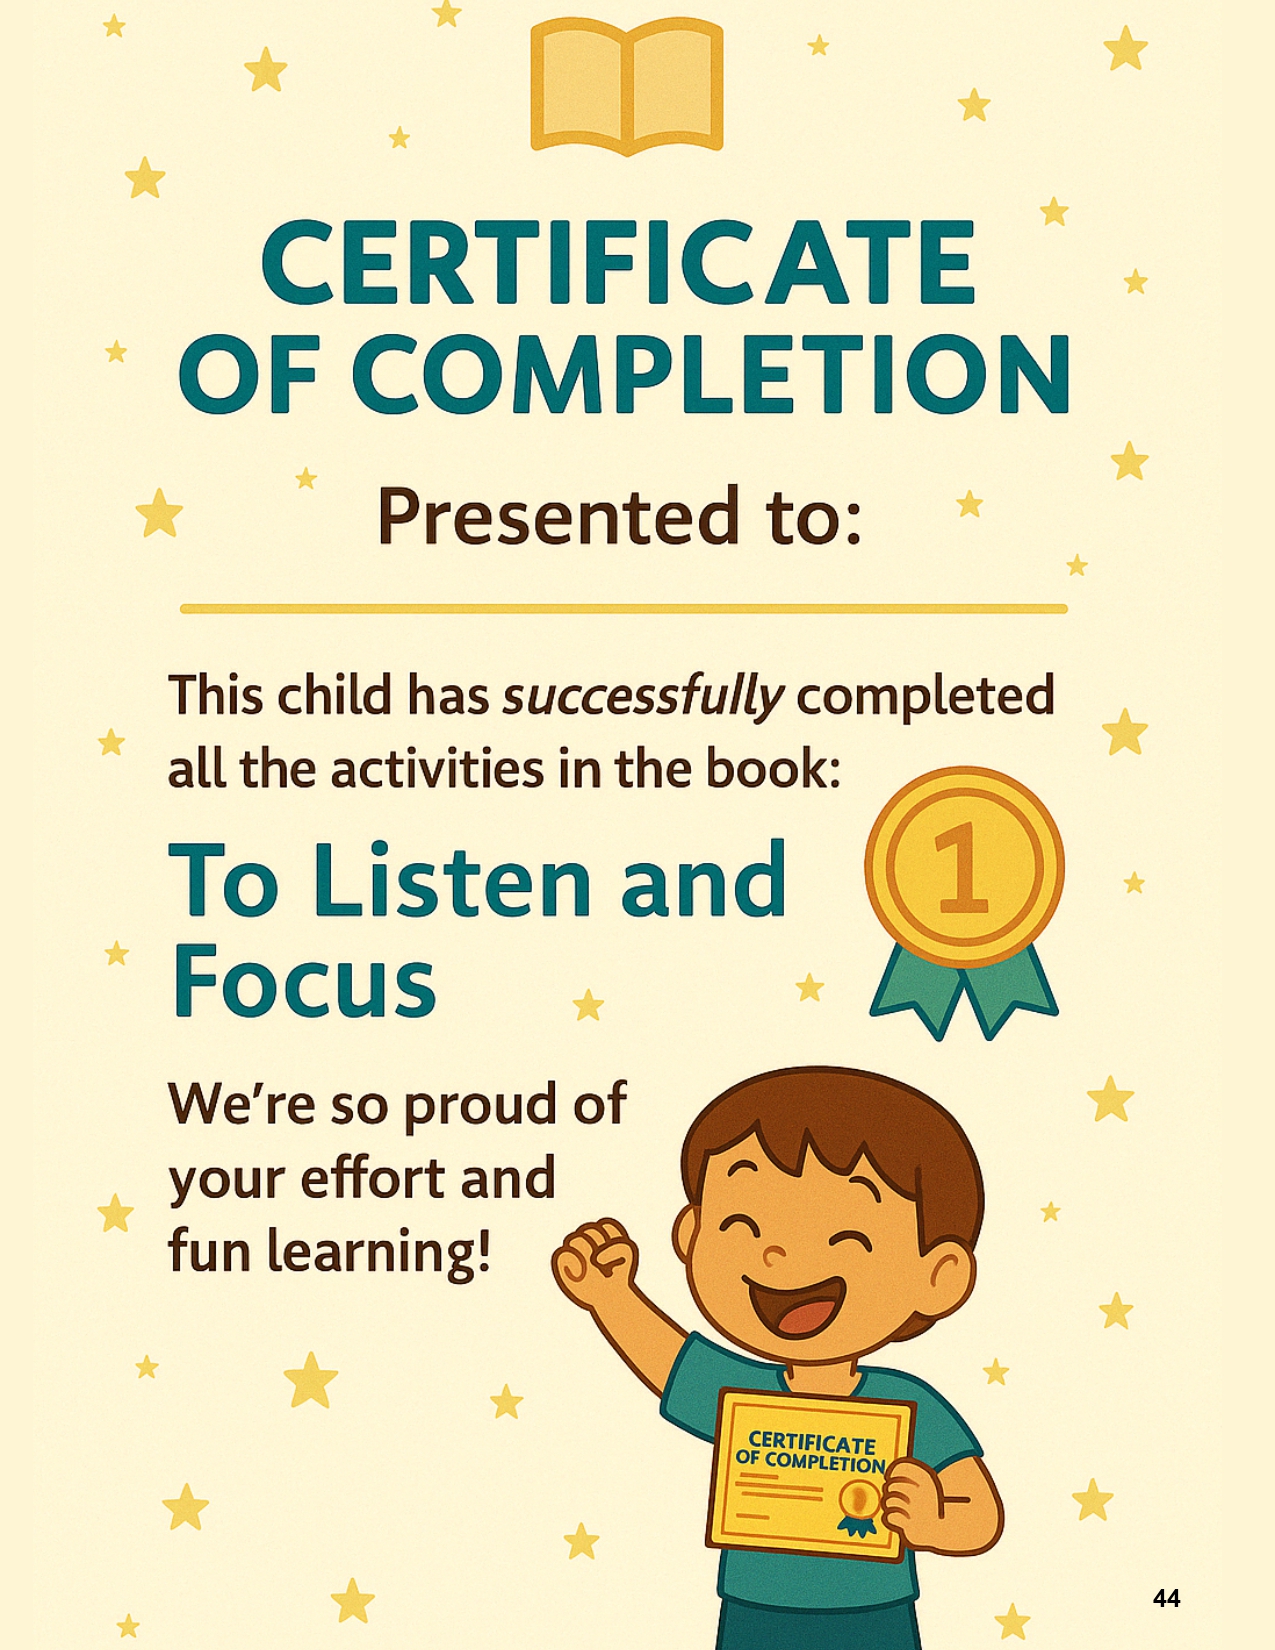 CERTIFICATE
OF COMPLETION
Presented to:
This child has successfully completed
all the activities in the book:
1
To Listen and
Focus
We're so proud of
your effort and
fun learning!
CERTIFICATE
OF COMPLETION
44